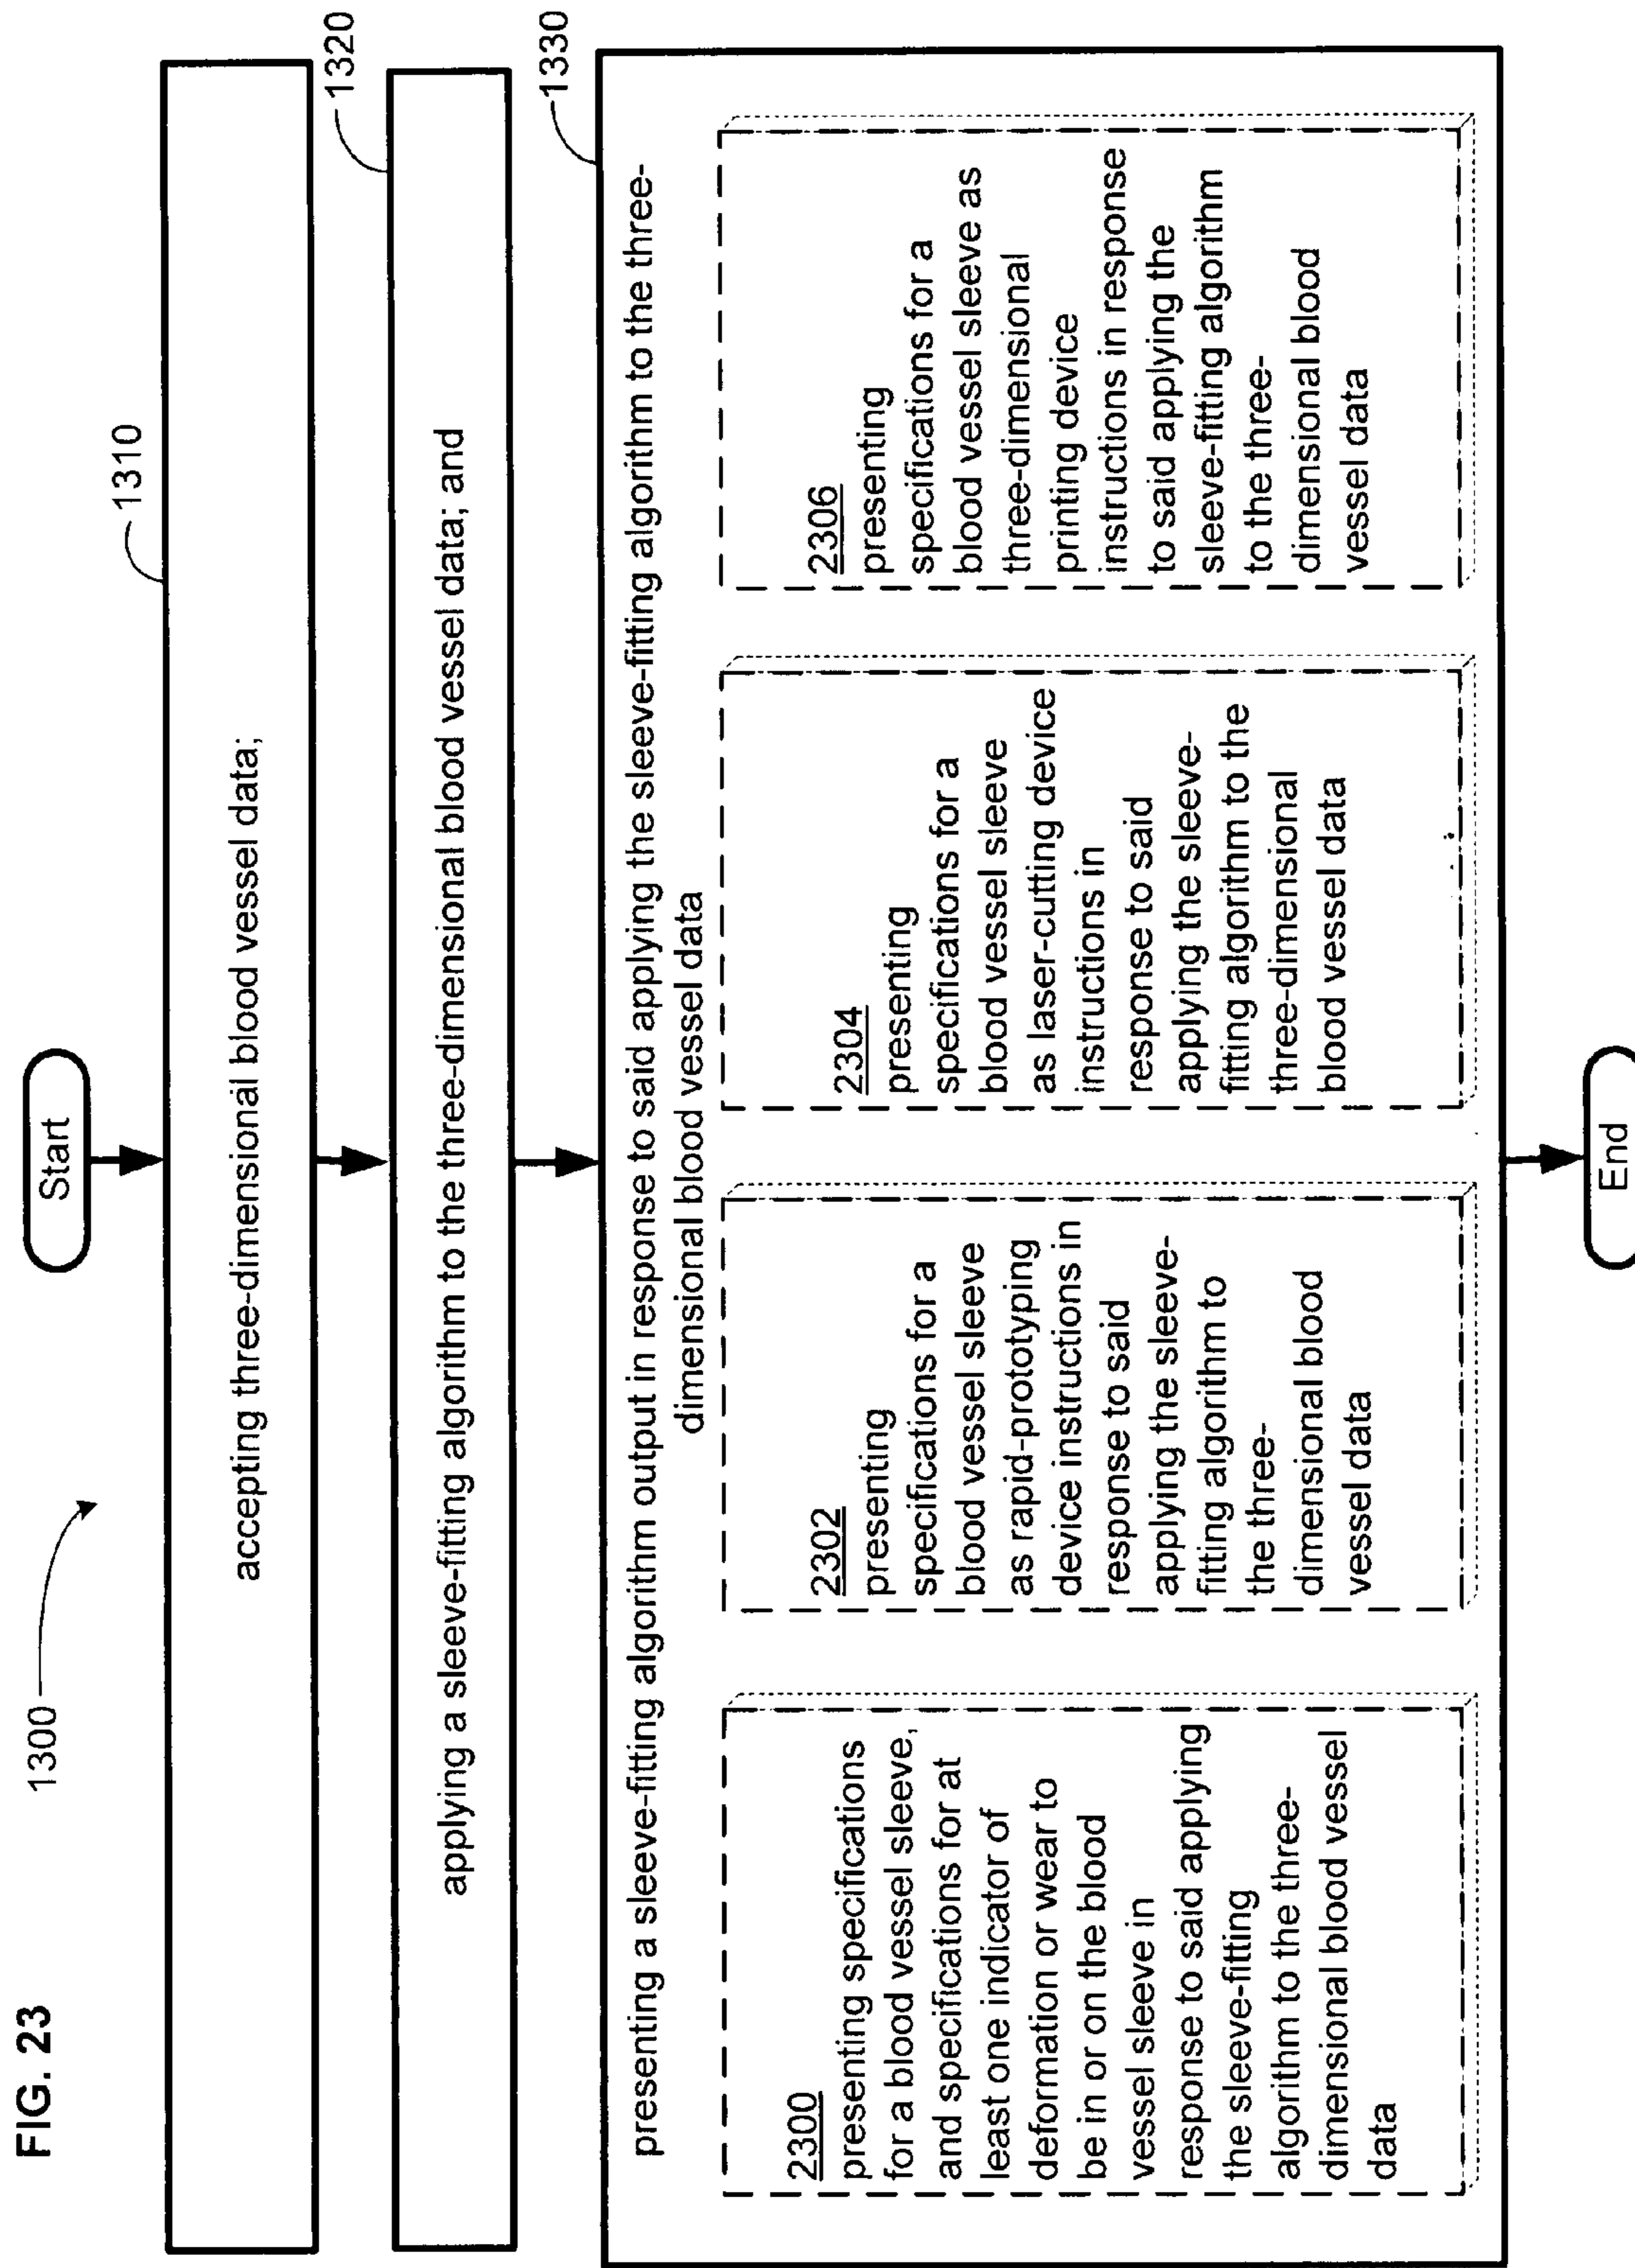 FIG. 23
1300
Start
1310
accepting three-dimensional blood vessel data;
1320
applying a sleeve-fitting algorithm to the three-dimensional blood vessel data; and
1330
presenting a sleeve-fitting algorithm output in response to said applying the sleeve-fitting algorithm to the three-
dimensional blood vessel data
2300
presenting specifications
for a blood vessel sleeve,
and specifications for at
least one indicator of
deformation or wear to
be in or on the blood
vessel sleeve in
response to said applying
the sleeve-fitting
algorithm to the three-
dimensional blood vessel
data
2302
presenting
specifications for a
blood vessel sleeve
as rapid-prototyping
device instructions in
response to said
applying the sleeve-
fitting algorithm to
the three-
dimensional blood
vessel data
2304
presenting
specifications for a
blood vessel sleeve
as laser-cutting device
instructions in
response to said
applying the sleeve-
fitting algorithm to the
three-dimensional
blood vessel data
2306
presenting
specifications for a
blood vessel sleeve as
three-dimensional
printing device
instructions in response
to said applying the
sleeve-fitting algorithm
to the three-
dimensional blood
vessel data
End